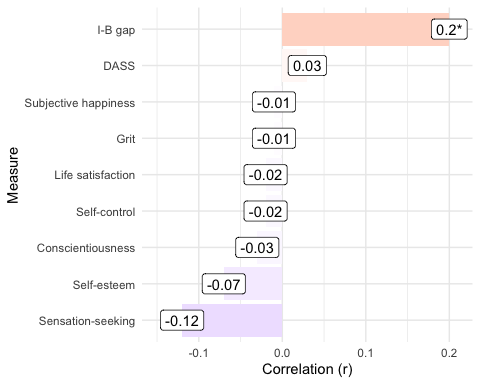 I-B gap
0.2*
DASS
0.03
Subjective happiness
-0.01
Grit
-0.01
Life satisfaction
-0.02
Self-control
-0.02
Conscientiousness
-0.03
Self-esteem
-0.07
Sensation-seeking
-0.12
Measure
-0.1
0.0
0.1
0.2
Correlation (r)